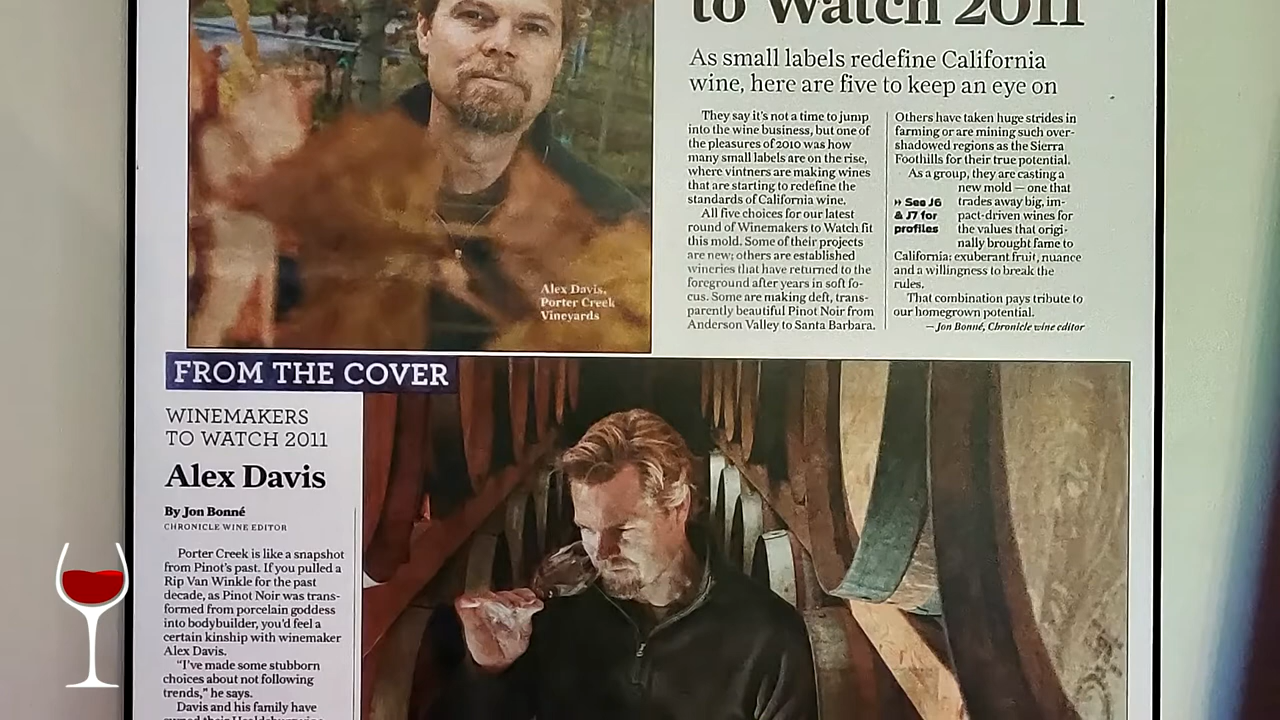 to Watch 2011
As small labels redefine California
wine, here are five to keep an eye on
They say it's not a time to jump
into the wine business, but one of
the pleasures of 2010 was how
many small labels are on the rise,
where vintners are making wines
that are starting to redefine the
standards of California wine.
All five choices for our latest
round of Winemakers to Watch fit
this mold. Some of their projects
are new; others are established
wineries that have returned to the
foreground after years in soft fo-
cus. Some are making deft, trans-
parently beautiful Pinot Noir from
Anderson Valley to Santa Barbara.
Others have taken huge strides in
farming or are mining such over-
shadowed regions as the Sierra
Foothills for their true potential.
As a group, they are casting a
new mold — one that
trades away big, im-
pact-driven wines for
the values that origi-
nally brought fame to
California: exuberant fruit, nuance
and a willingness to break the
rules.
That combination pays tribute to
our homegrown potential.
— Jon Bonné, Chronicle wine editor
» See J6
& J7 for
profiles
Alex Davis,
Porter Creek
Vineyards
FROM THE COVER
WINEMAKERS
TO WATCH 2011
Alex Davis
By Jon Bonné
CHRONICLE WINE EDITOR
Porter Creek is like a snapshot
from Pinot's past. If you pulled a
Rip Van Winkle for the past
decade, as Pinot Noir was trans-
formed from porcelain goddess
into bodybuilder, you'd feel a
certain kinship with winemaker
Alex Davis.
"I've made some stubborn
choices about not following
trends," he says.
Davis and his family have